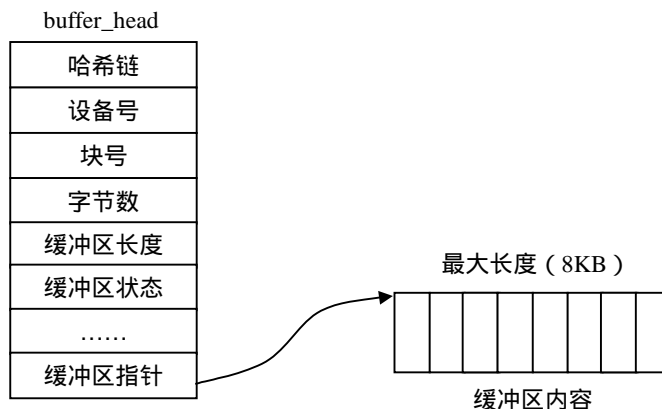 buffer_head
哈希链
设备号
块号
字节数
缓冲区长度
缓冲区状态
……
缓冲区指针
最大长度（8KB）
缓冲区内容